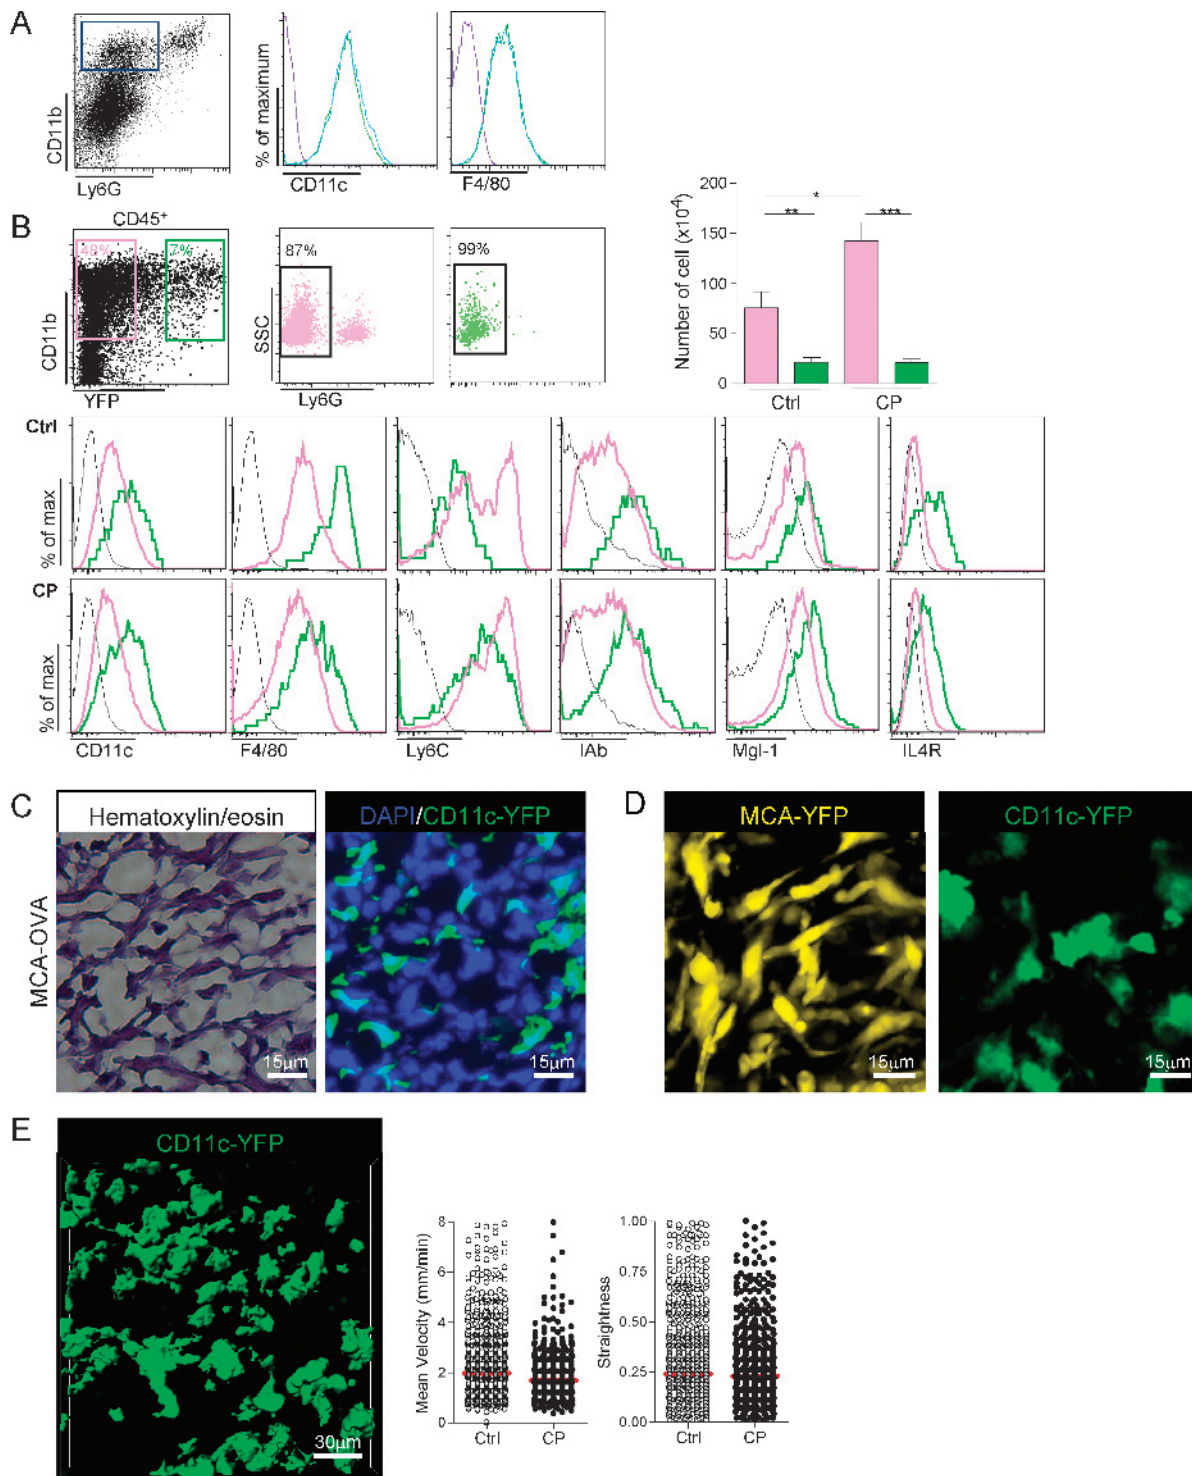 A
CD11b
Ly6G
% of maximum
CD11c
F4/80
B
CD45+
48%
7%
CD11b
YFP
87%
SSC
Ly6G
99%
Number of cell (x10⁴)
200
150
100
50
0
*
**
***
Ctrl
CP
Ctrl
% of max
CP
% of max
CD11c
F4/80
Ly6C
IAb
Mgl-1
IL4R
C
Hematoxylin/eosin
DAPI/CD11c-YFP
MCA-OVA
15µm
15µm
D
MCA-YFP
CD11c-YFP
15µm
15µm
E
CD11c-YFP
30µm
Mean Velocity (mm/min)
8
6
4
2
0
Ctrl
CP
Straightness
1.00
0.75
0.50
0.25
0.00
Ctrl
CP